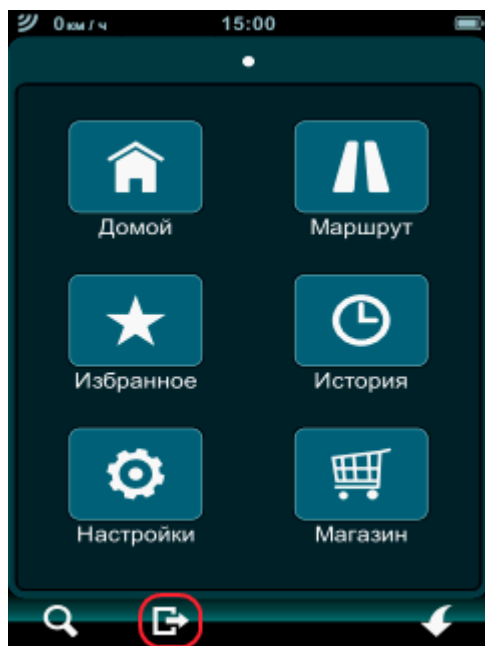 0 км / ч 15:00
Домой Маршрут
Избранное История
Настройки Магазин